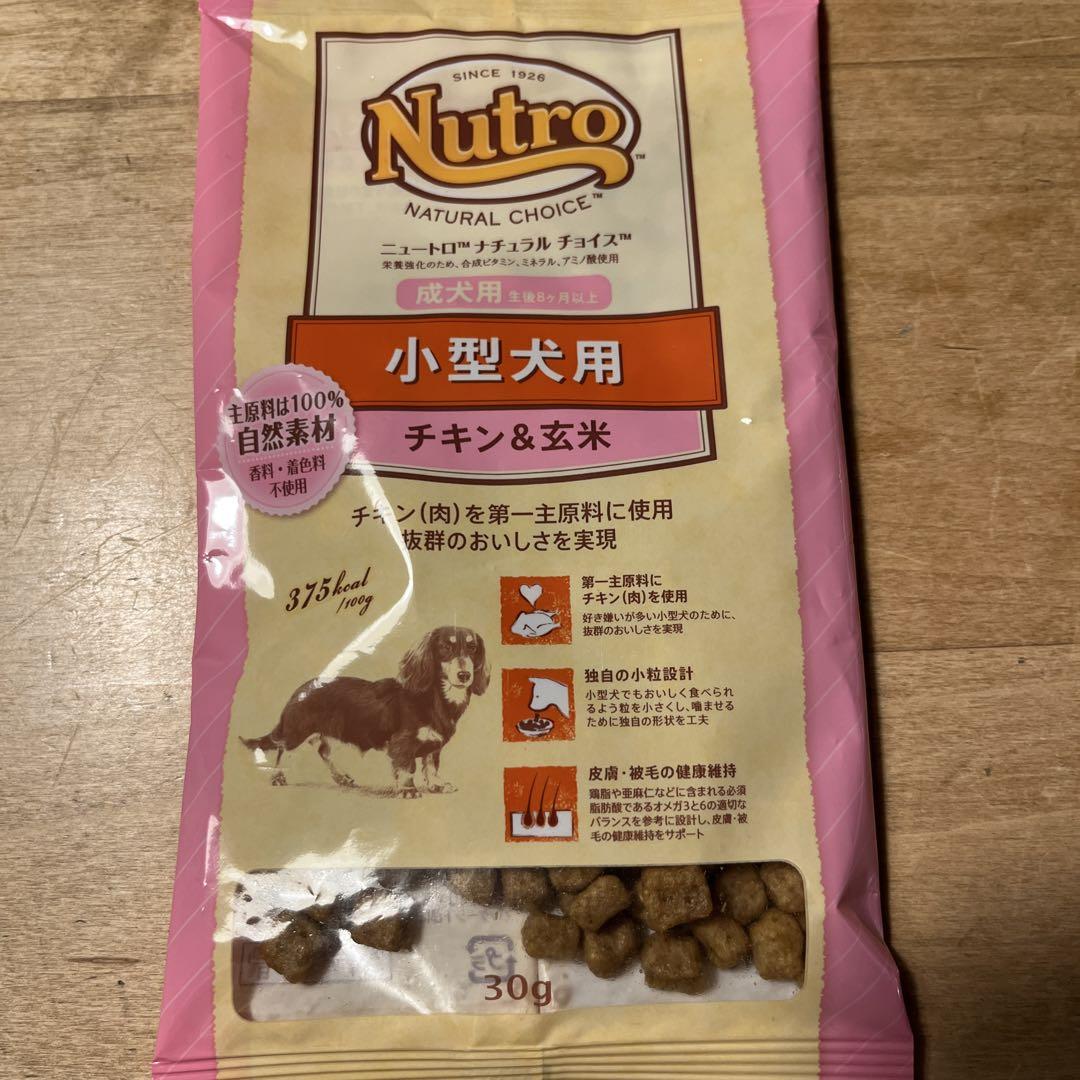 SINCE 1926
Nutro™
NATURAL CHOICE™
ニュートロ™ ナチュラル チョイス™
栄養強化のため、合成ビタミン、ミネラル、アミノ酸使用
成犬用 生後8ヶ月以上
小型犬用
チキン&玄米
主原料は100%
自然素材
香料・着色料
不使用
チキン(肉)を第一主原料に使用
抜群のおいしさを実現
375kcal
/100g
第一主原料に
チキン(肉)を使用
好き嫌いが多い小型犬のために、
抜群のおいしさを実現
独自の小粒設計
小型犬でもおいしく食べられ
るよう粒を小さくし、噛ませる
ために独自の形状を工夫
皮膚・被毛の健康維持
鶏脂や亜麻仁などに含まれる必須
脂肪酸であるオメガ3と6の適切な
バランスを参考に設計し、皮膚・被
毛の健康維持をサポート
30g